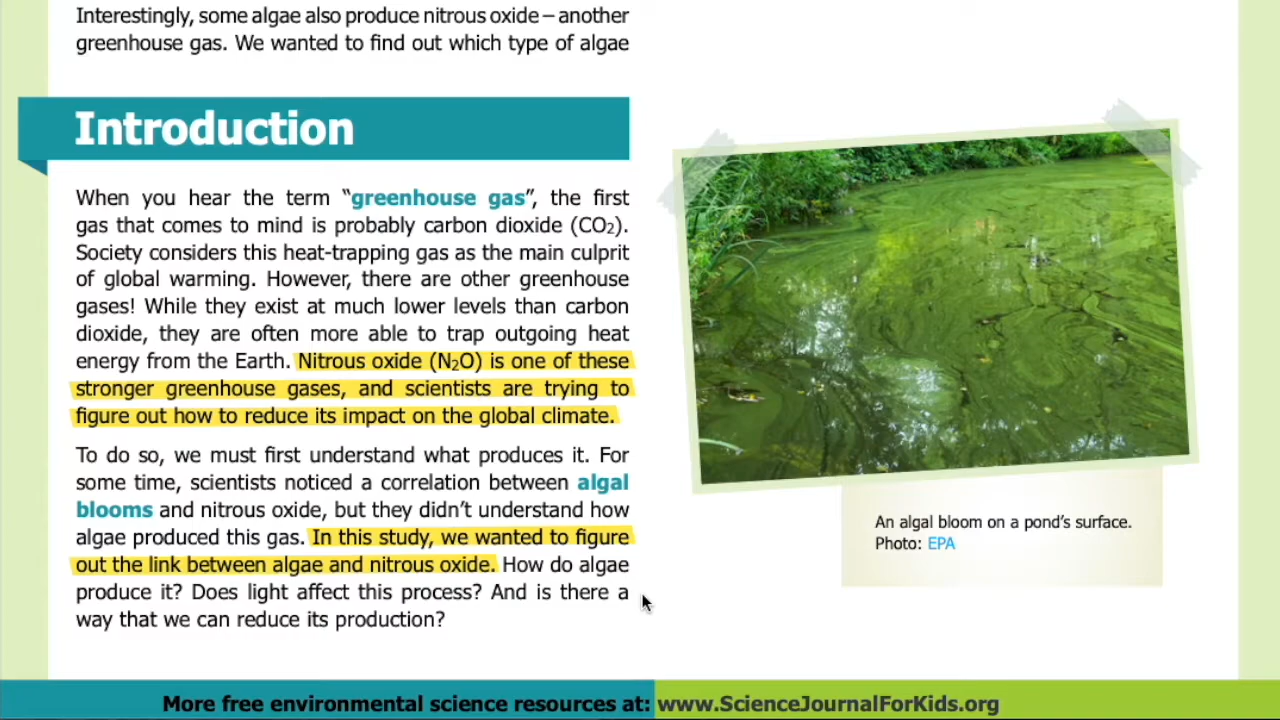 Interestingly, some algae also produce nitrous oxide – another
greenhouse gas. We wanted to find out which type of algae
Introduction
When you hear the term “greenhouse gas”, the first
gas that comes to mind is probably carbon dioxide (CO₂).
Society considers this heat-trapping gas as the main culprit
of global warming. However, there are other greenhouse
gases! While they exist at much lower levels than carbon
dioxide, they are often more able to trap outgoing heat
energy from the Earth. Nitrous oxide (N₂O) is one of these
stronger greenhouse gases, and scientists are trying to
figure out how to reduce its impact on the global climate.
To do so, we must first understand what produces it. For
some time, scientists noticed a correlation between algal
blooms and nitrous oxide, but they didn’t understand how
algae produced this gas. In this study, we wanted to figure
out the link between algae and nitrous oxide. How do algae
produce it? Does light affect this process? And is there a
way that we can reduce its production?
An algal bloom on a pond’s surface.
Photo: EPA
More free environmental science resources at: www.ScienceJournalForKids.org